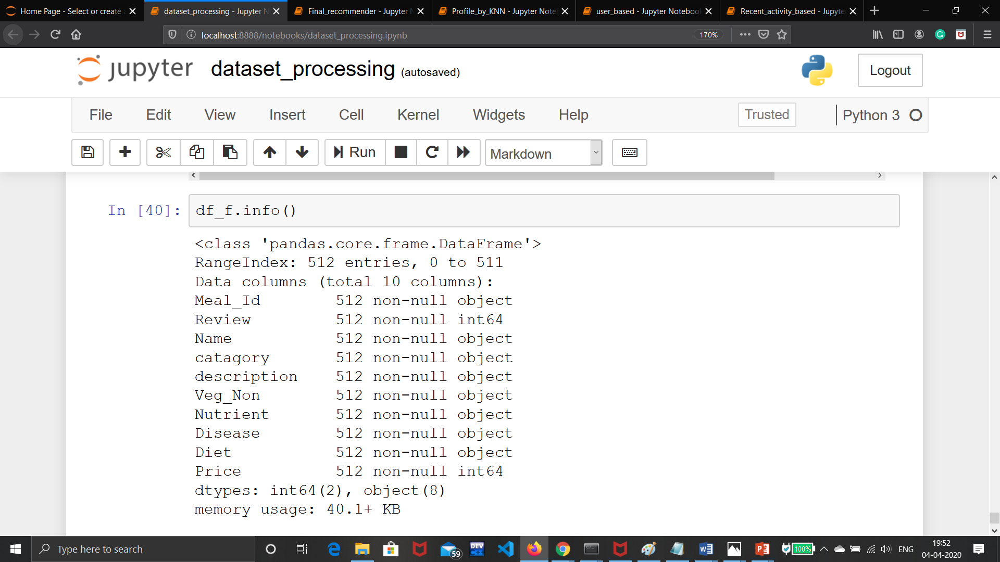 Home Page - Select or create
dataset_processing - Jupyter N
Final_recommender - Jupyter
Profile_by_KNN - Jupyter Note
user_based - Jupyter Noteboo
Recent_activity_based - Jupyte
localhost:8888/notebooks/dataset_processing.ipynb
170%
jupyter dataset_processing (autosaved)
Logout
File Edit View Insert Cell Kernel Widgets Help
Trusted
Python 3
Run
Markdown
In [40]: df_f.info()
<class 'pandas.core.frame.DataFrame'>
RangeIndex: 512 entries, 0 to 511
Data columns (total 10 columns):
Meal_Id 512 non-null object
Review 512 non-null int64
Name 512 non-null object
catagory 512 non-null object
description 512 non-null object
Veg_Non 512 non-null object
Nutrient 512 non-null object
Disease 512 non-null object
Diet 512 non-null object
Price 512 non-null int64
dtypes: int64(2), object(8)
memory usage: 40.1+ KB
Type here to search
59
DEV
C++
100%
ENG
19:52
04-04-2020